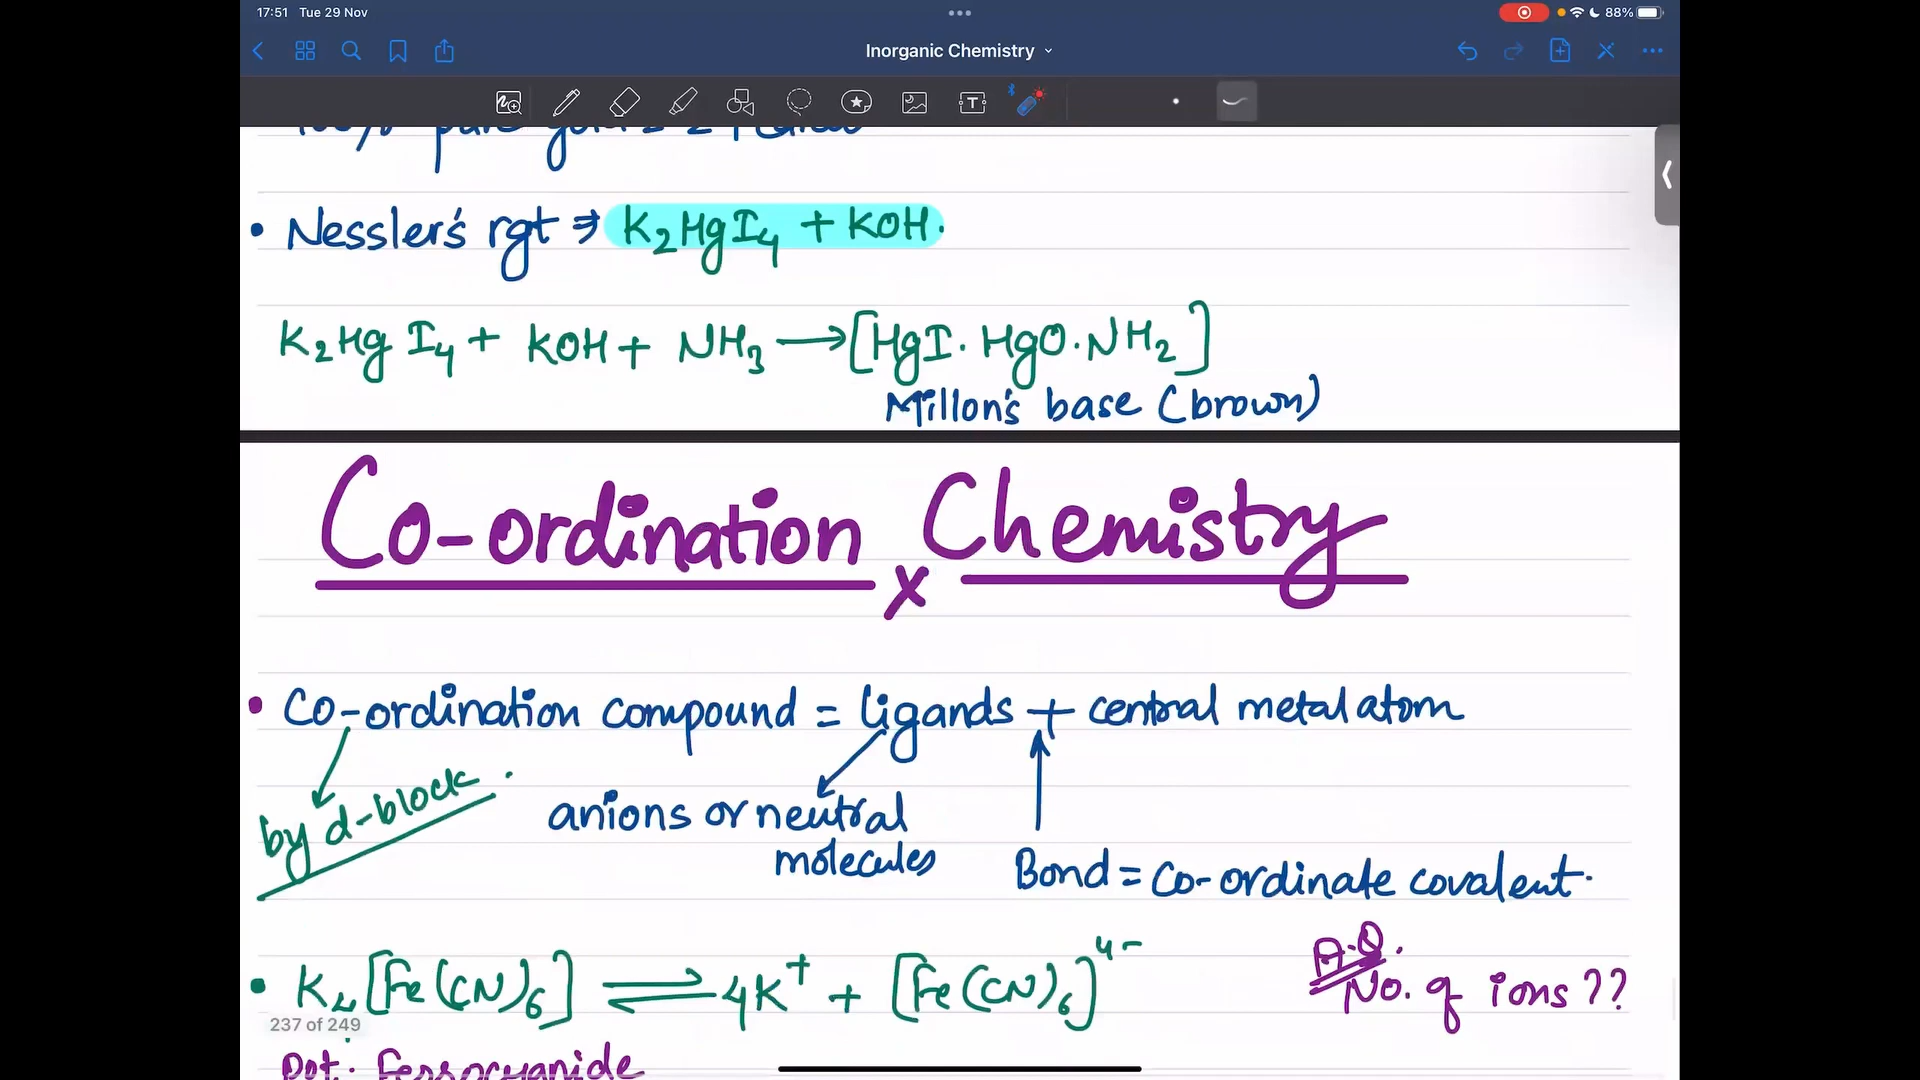 17:51 Tue 29 Nov
88%
Inorganic Chemistry
• Nessler's rgt ⇒ K₂HgI₄ + KOH.
K₂HgI₄ + KOH + NH₃ ⟶ [HgI. HgO. NH₂]
Millon's base (brown)
Co-ordination Chemistry
x
• Co-ordination compound = ligands + central metal atom
by d-block.
anions or neutral
molecules
Bond = Co-ordinate covalent.
A.Q.
• K₄[Fe(CN)₆] ⇌ 4K⁺ + [Fe(CN)₆]⁴⁻
No. of ions ??
237 of 249
Pot. Ferrocyanide